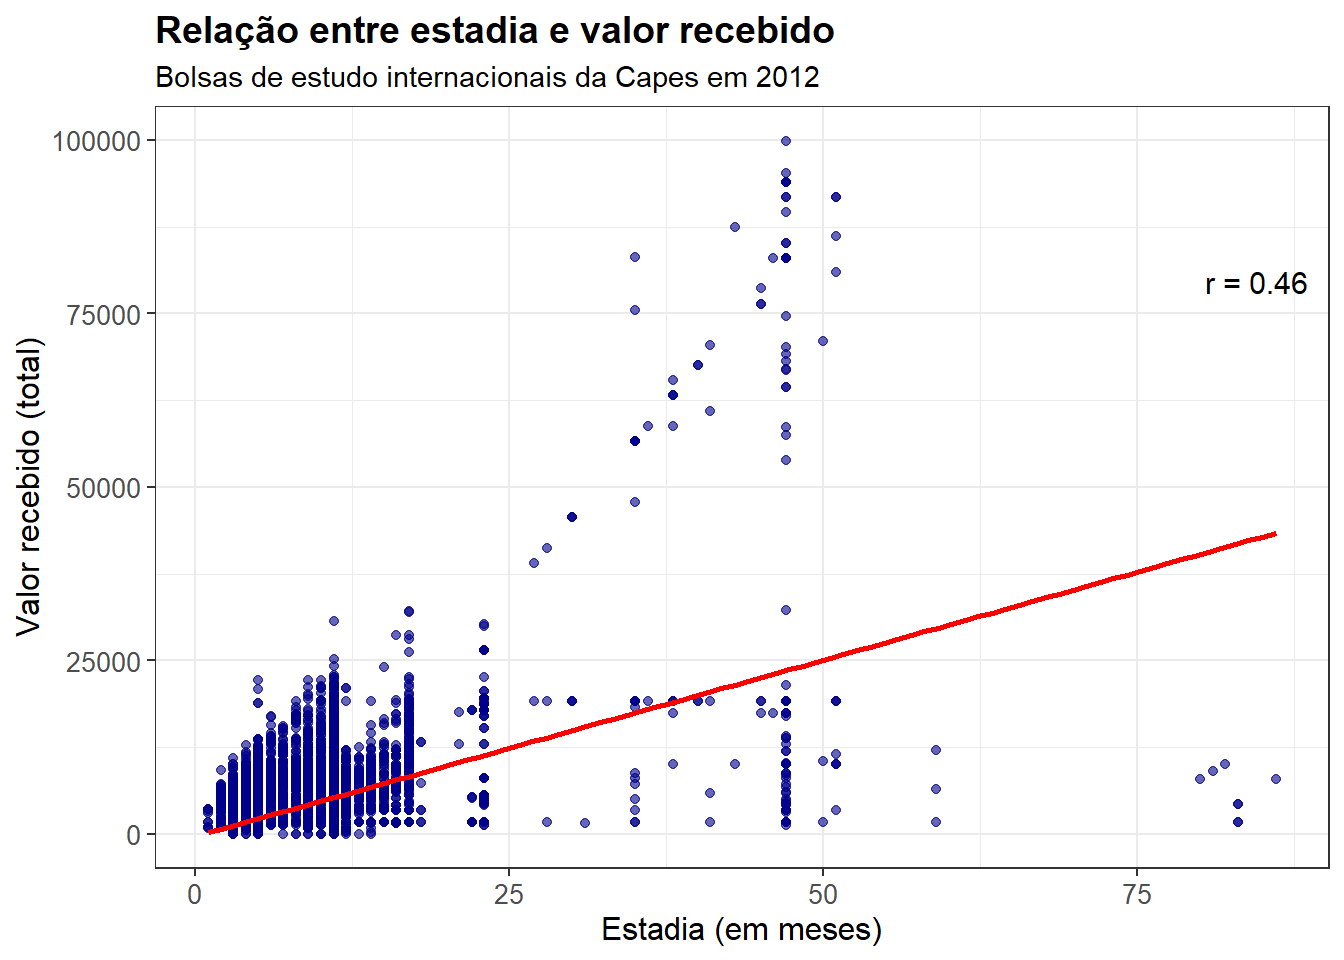 Relação entre estadia e valor recebido
Bolsas de estudo internacionais da Capes em 2012
100000
75000
50000
25000
0
Valor recebido (total)
r = 0.46
0
25
50
75
Estadia (em meses)